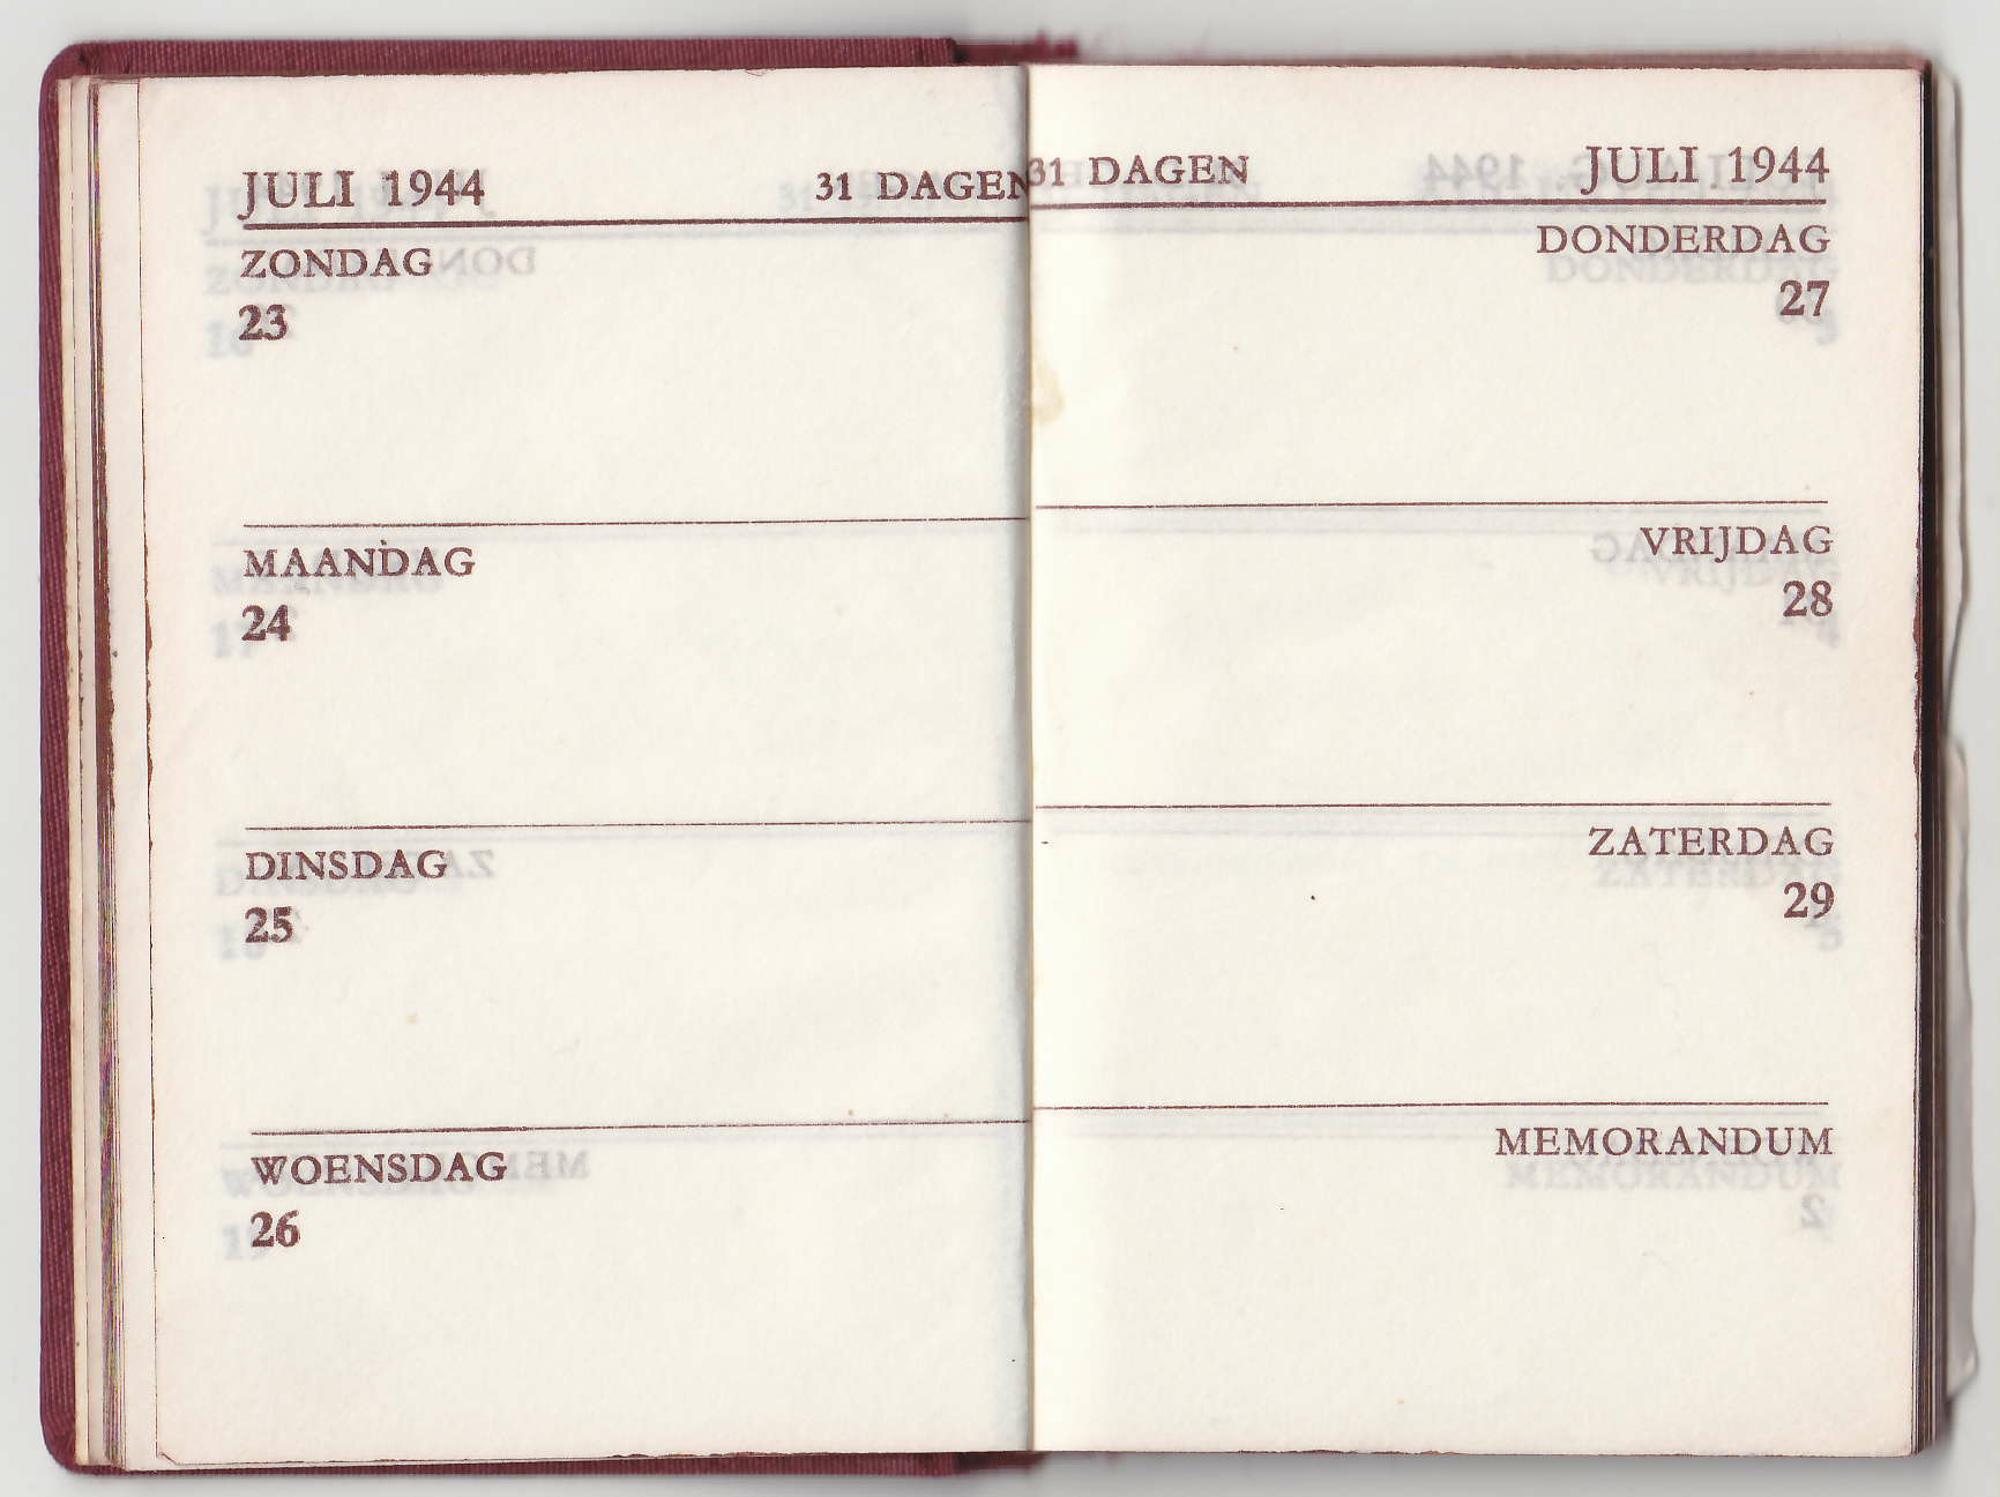 JULI 1944 31 DAGEN
ZONDAG
23
MAANDAG
24
DINSDAG
25
WOENSDAG
26
31 DAGEN JULI 1944
DONDERDAG
27
VRIJDAG
28
ZATERDAG
29
MEMORANDUM